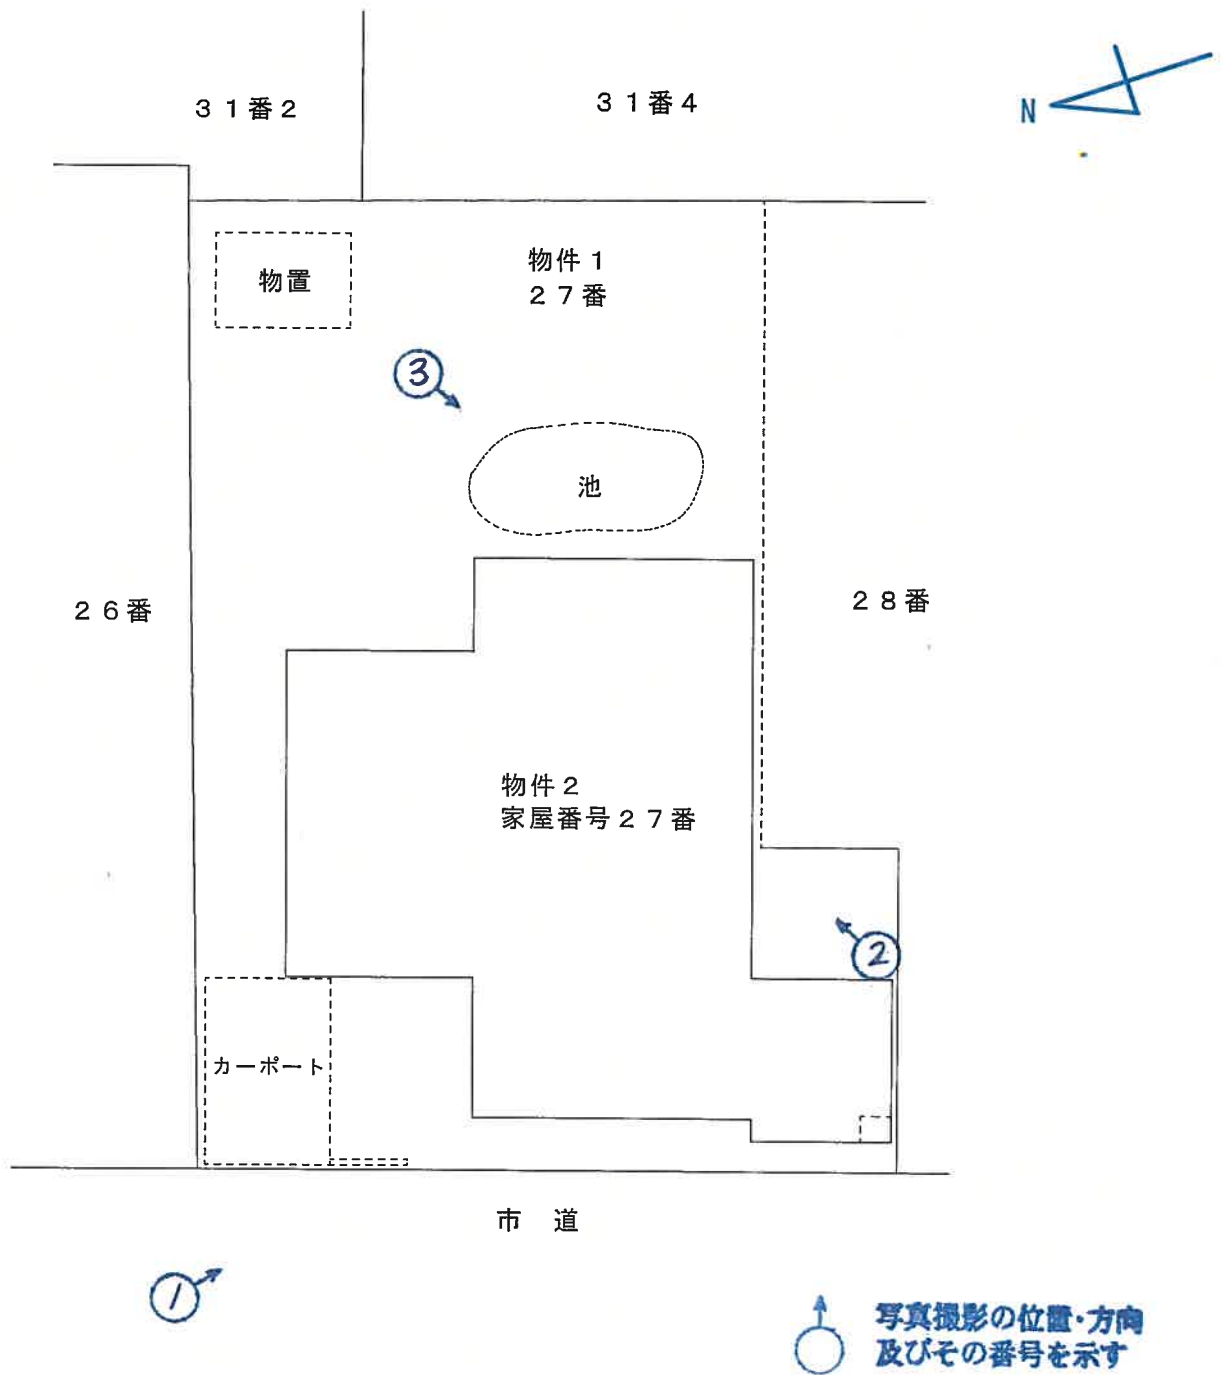 ３１番２
３１番４
N
物置
物件１
２７番
③
池
２６番
２８番
物件２
家屋番号２７番
②
カーポート
市　道
①
写真撮影の位置・方向
及びその番号を示す